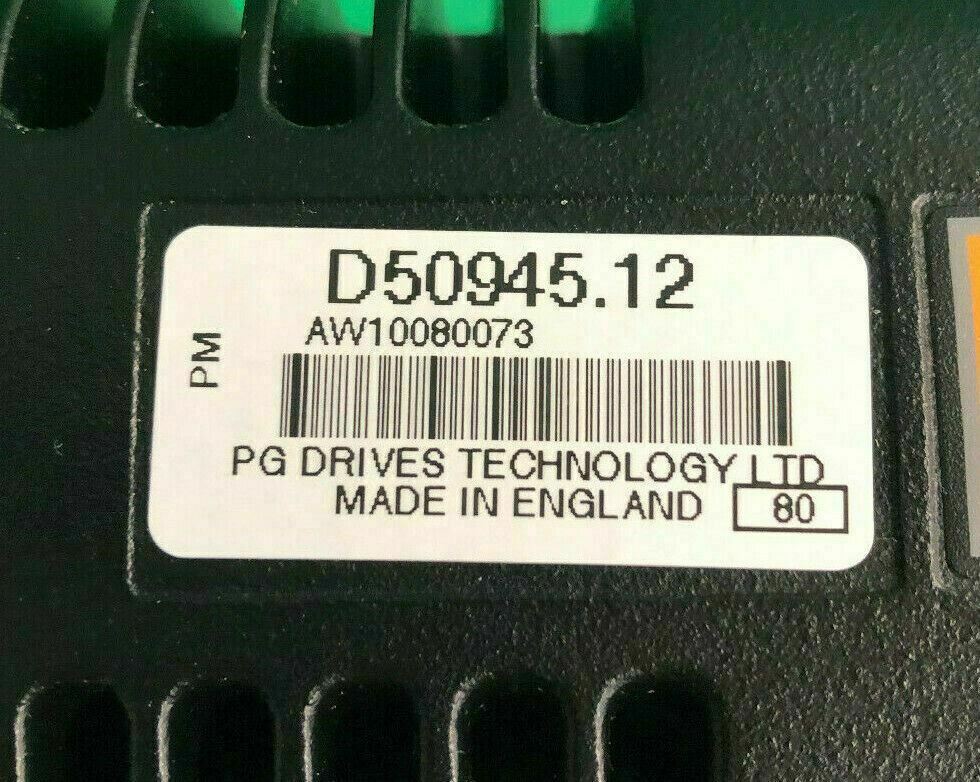 D50945.12
AW10080073
PM
PG DRIVES TECHNOLOGY LTD
MADE IN ENGLAND
80